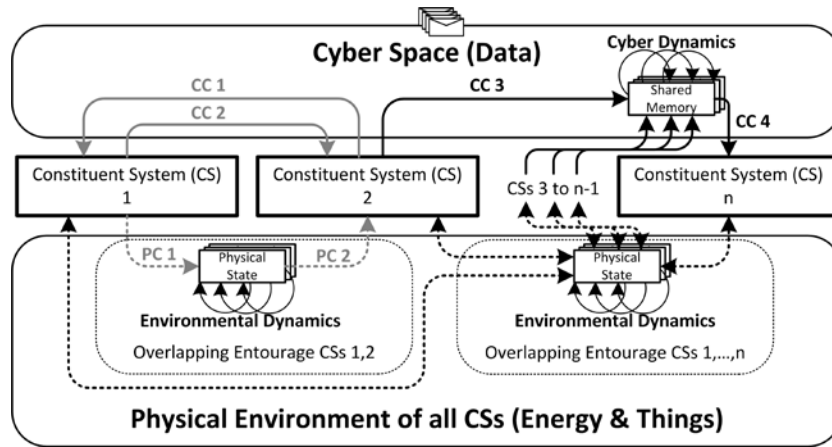 Cyber Space (Data)
Cyber Dynamics
Shared
Memory
CC 1
CC 2
CC 3
CC 4
Constituent System (CS)
1
Constituent System (CS)
2
CSs 3 to n-1
Constituent System (CS)
n
PC 1
Physical
State
PC 2
Environmental Dynamics
Overlapping Entourage CSs 1,2
Physical
State
Environmental Dynamics
Overlapping Entourage CSs 1,...,n
Physical Environment of all CSs (Energy & Things)